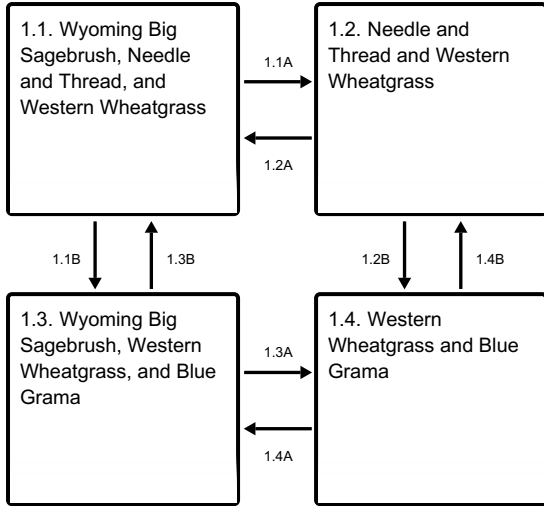 1.1. Wyoming Big
Sagebrush, Needle
and Thread, and
Western Wheatgrass
1.1A
1.2A
1.2. Needle and
Thread and Western
Wheatgrass
1.1B
1.3B
1.2B
1.4B
1.3. Wyoming Big
Sagebrush, Western
Wheatgrass, and Blue
Grama
1.3A
1.4A
1.4. Western
Wheatgrass and Blue
Grama